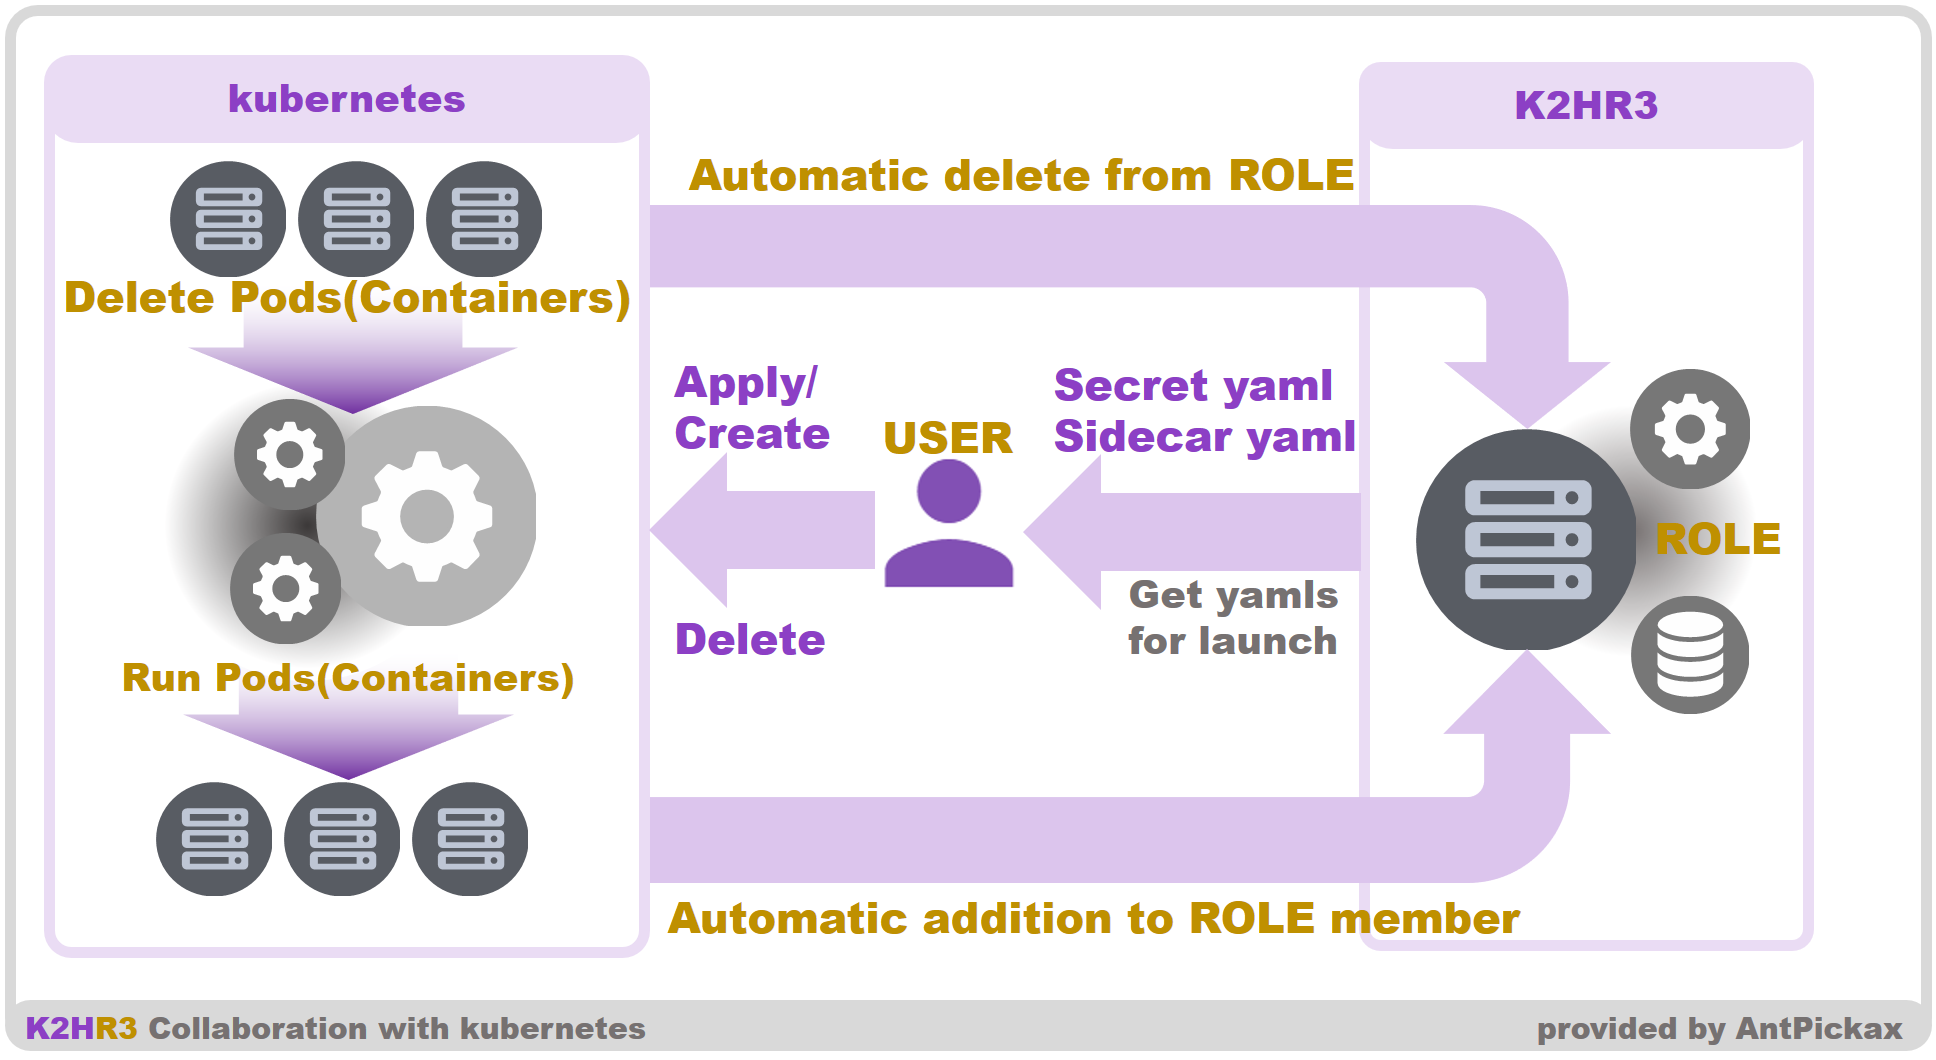 kubernetes
K2HR3
Automatic delete from ROLE
Delete Pods(Containers)
Apply/
Create
USER
Secret yaml
Sidecar yaml
ROLE
Get yamls
for launch
Delete
Run Pods(Containers)
Automatic addition to ROLE member
K2HR3 Collaboration with kubernetes
provided by AntPickax